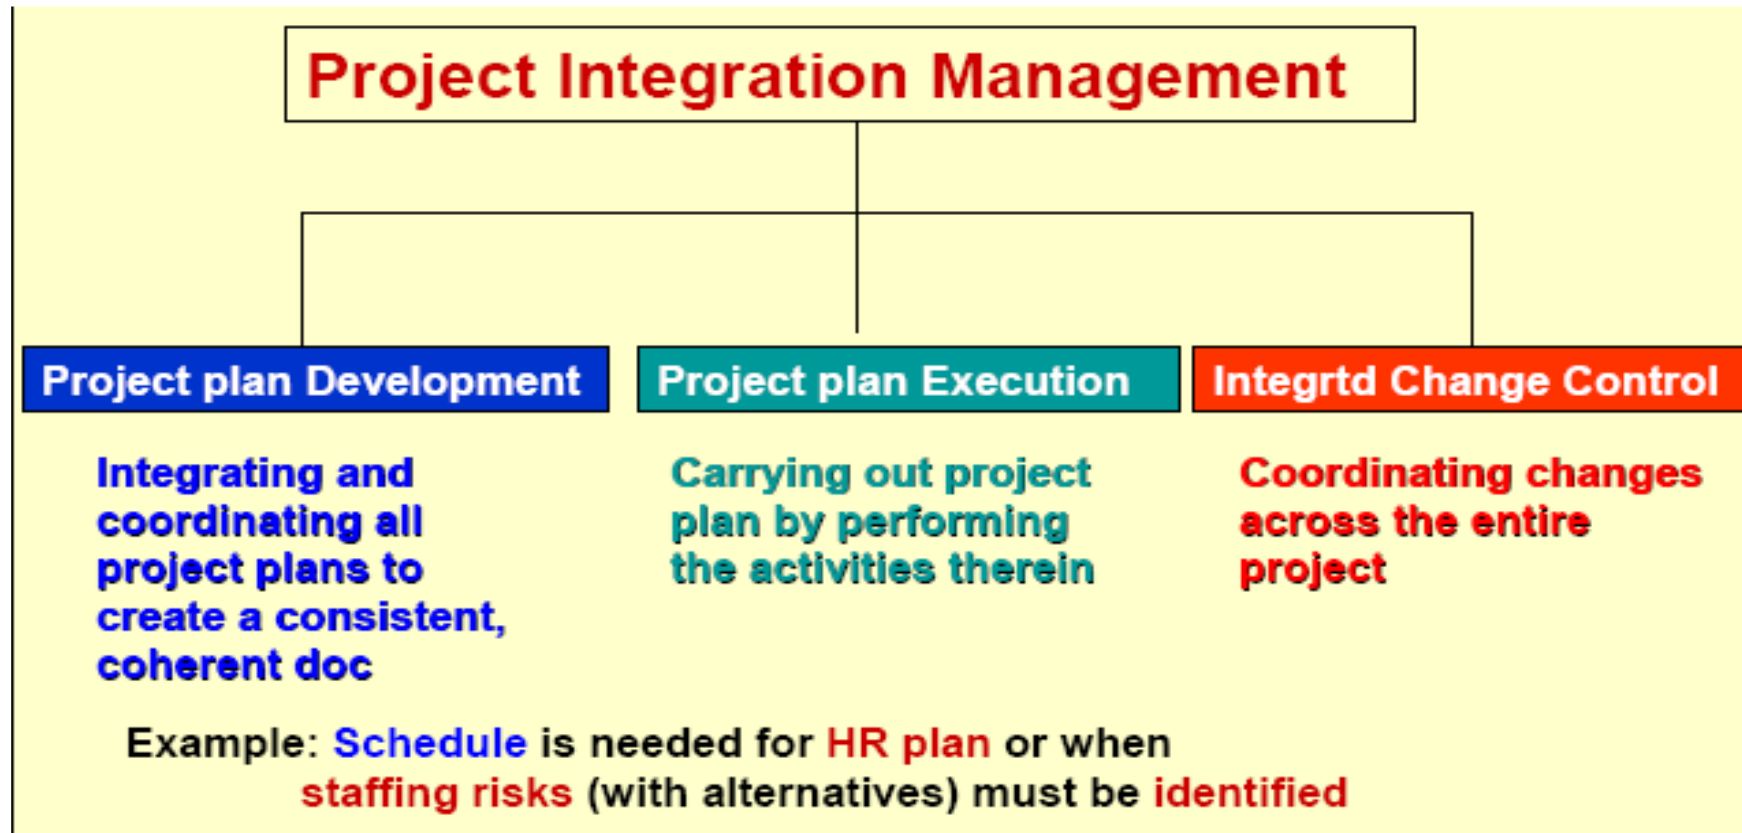 Project Integration Management
Project plan Development
Project plan Execution
Integrtd Change Control
Integrating and
coordinating all
project plans to
create a consistent,
coherent doc
Carrying out project
plan by performing
the activities therein
Coordinating changes
across the entire
project
Example: Schedule is needed for HR plan or when
staffing risks (with alternatives) must be identified